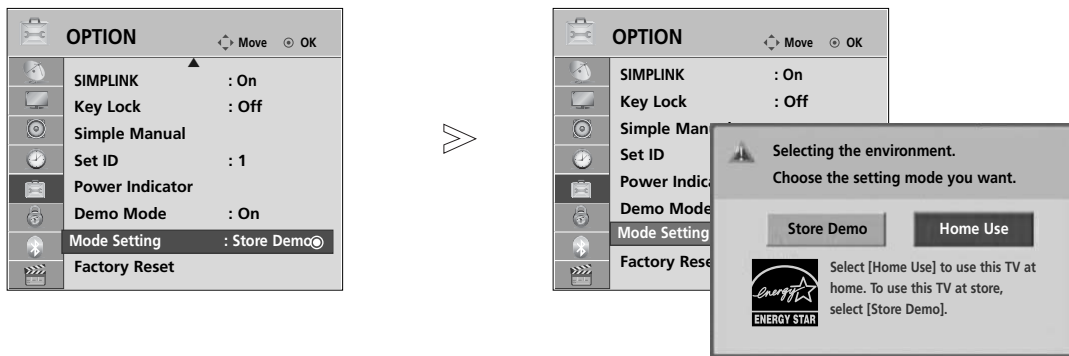 OPTION
Move OK
SIMPLINK : On
Key Lock : Off
Simple Manual
Set ID : 1
Power Indicator
Demo Mode : On
Mode Setting : Store Demo
Factory Reset
OPTION
Move OK
SIMPLINK : On
Key Lock : Off
Simple Man
Set ID
Power Indica
Demo Mode
Mode Setting
Factory Rese
Selecting the environment.
Choose the setting mode you want.
Store Demo Home Use
energy
ENERGY STAR
Select [Home Use] to use this TV at
home. To use this TV at store,
select [Store Demo].